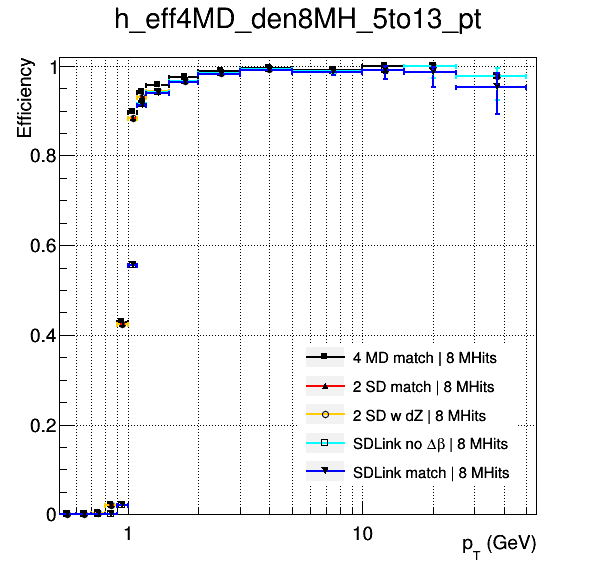 h_eff4MD_den8MH_5to13_pt
Efficiency
1
0.8
0.6
0.4
0.2
0
4 MD match | 8 MHits
2 SD match | 8 MHits
2 SD w dZ | 8 MHits
SDLink no Δβ | 8 MHits
SDLink match | 8 MHits
1
10
p_T (GeV)